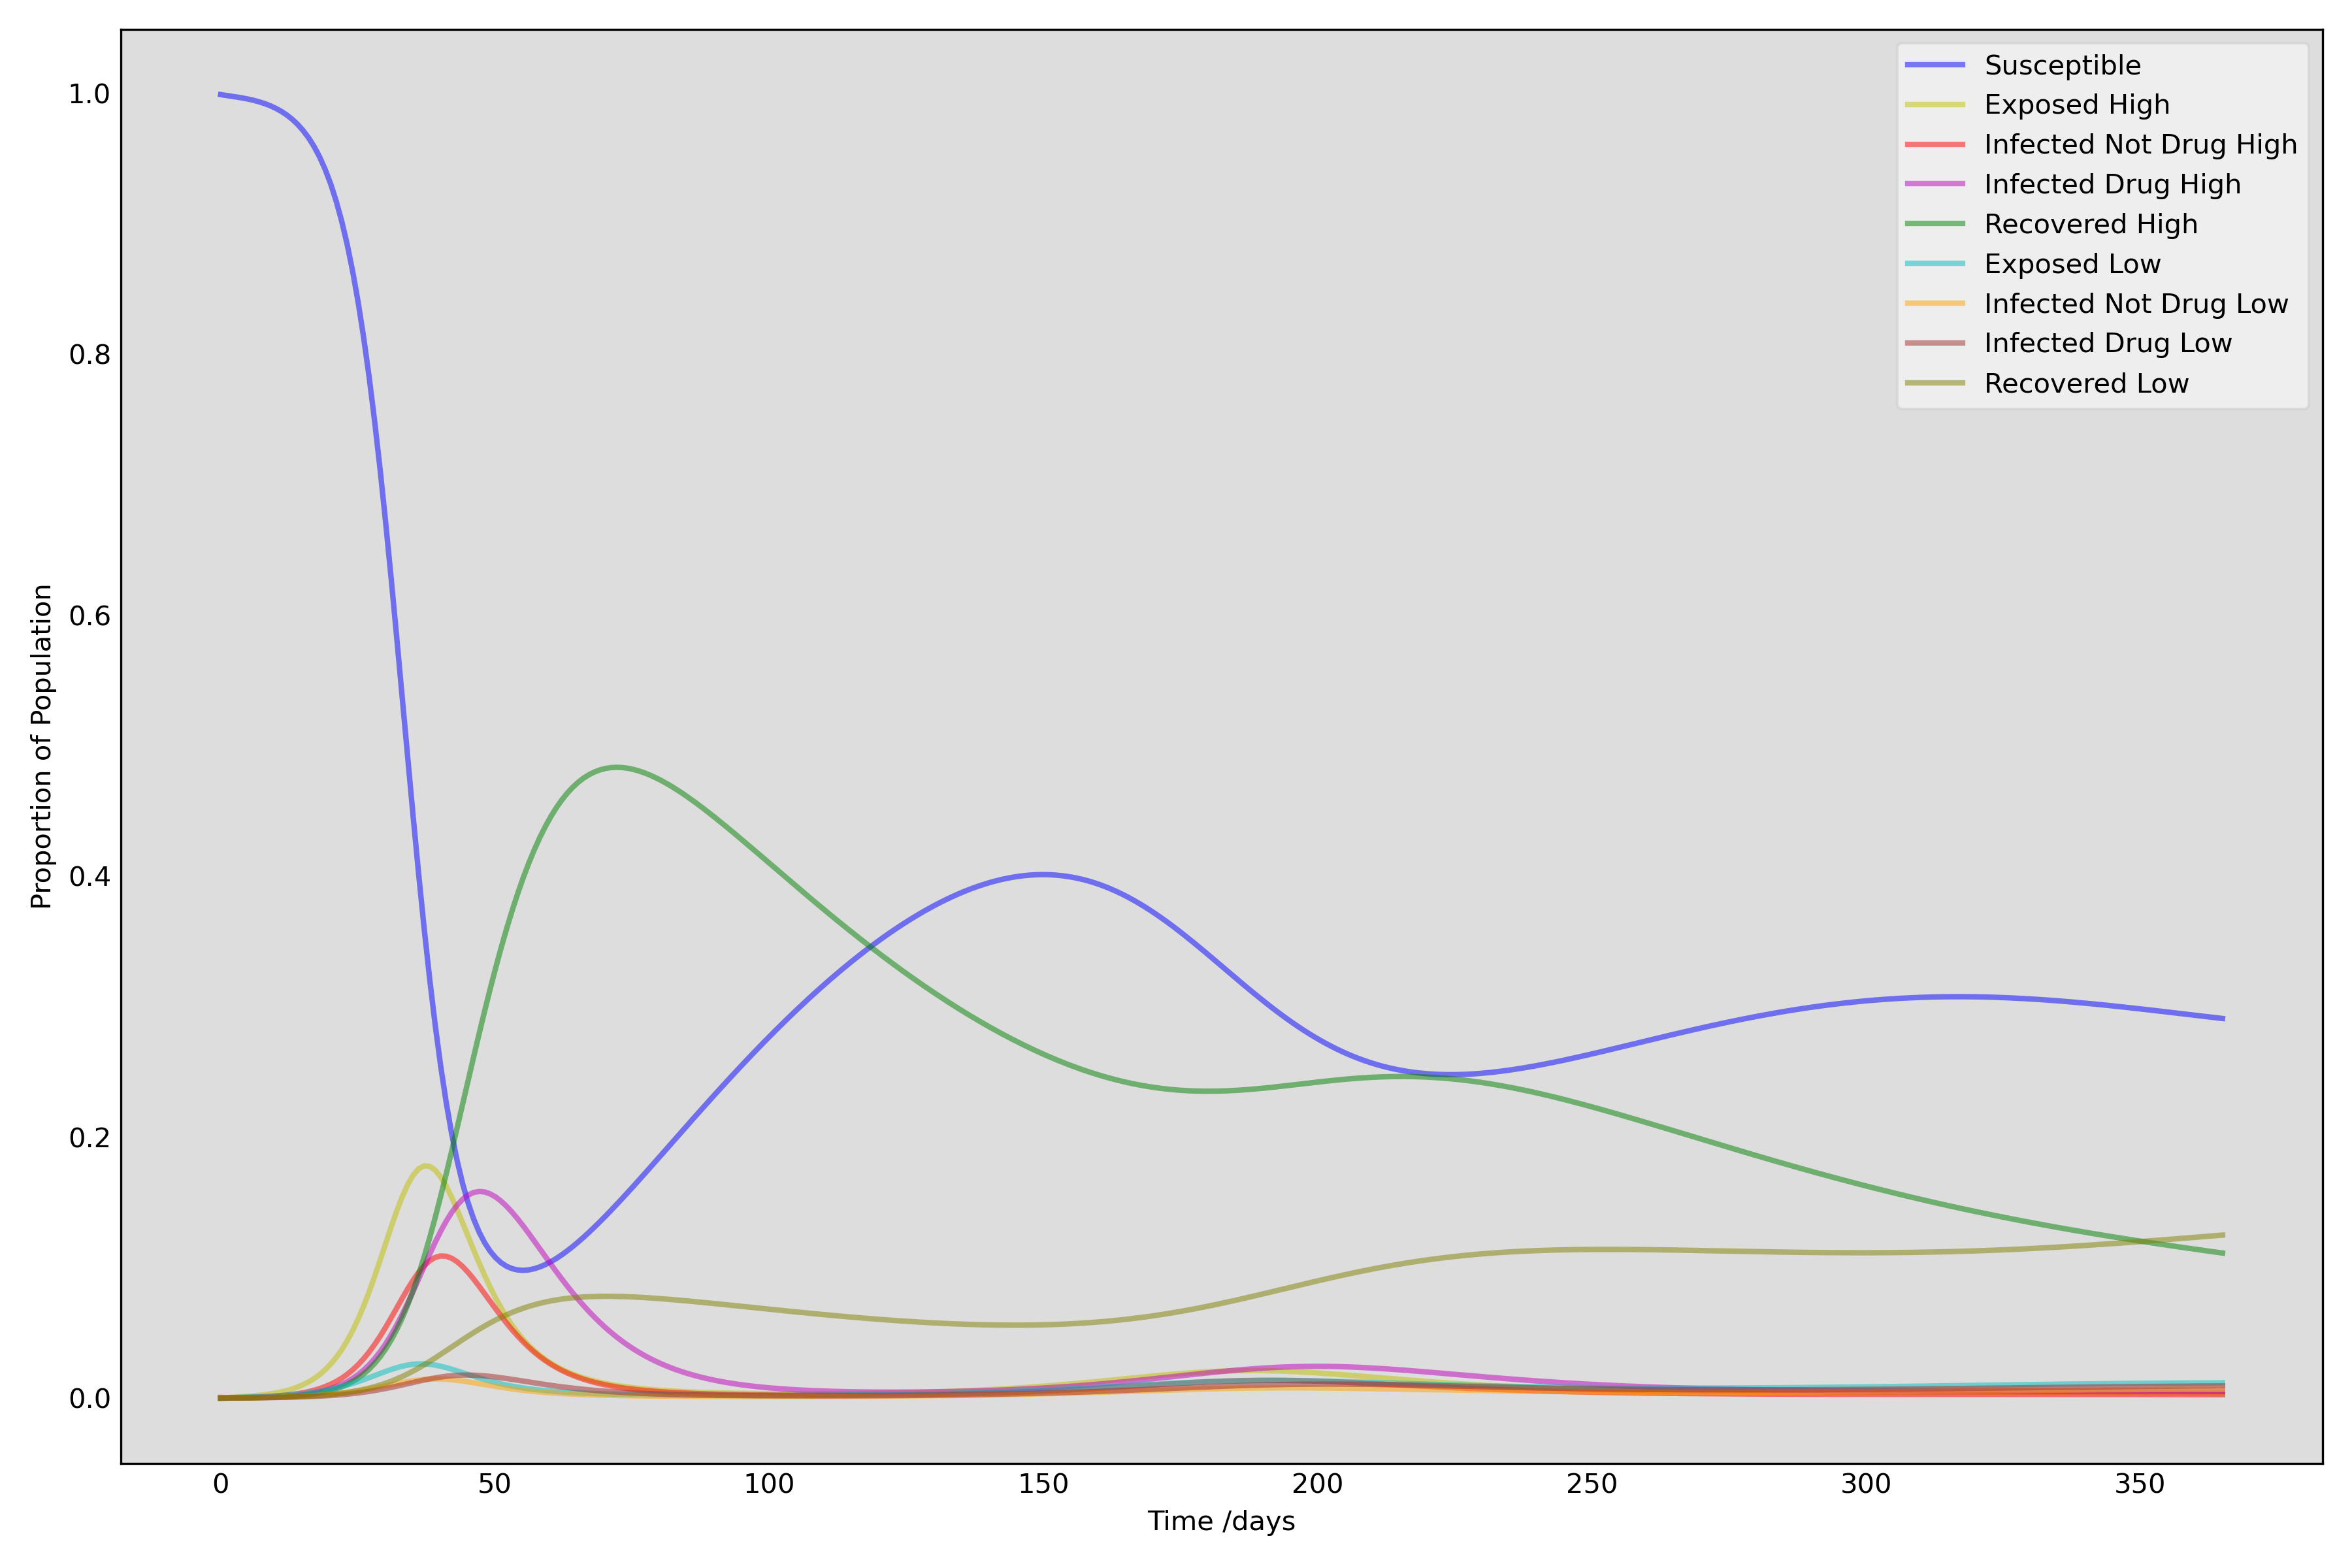 Susceptible
Exposed High
Infected Not Drug High
Infected Drug High
Recovered High
Exposed Low
Infected Not Drug Low
Infected Drug Low
Recovered Low
1.0
0.8
0.6
0.4
0.2
0.0
Proportion of Population
0 50 100 150 200 250 300 350
Time /days